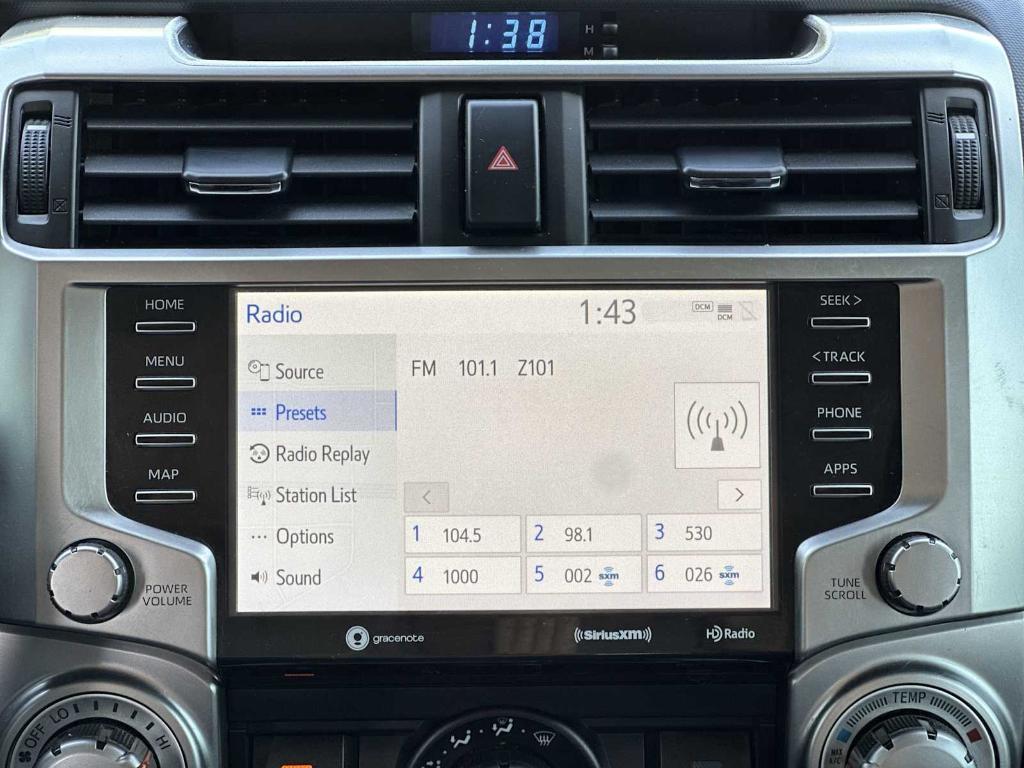 1:38
H
M
HOME
MENU
AUDIO
MAP
Radio
1:43
DCM
DCM
Source
Presets
Radio Replay
Station List
Options
Sound
FM 101.1 Z101
<
>
1 104.5
2 98.1
3 530
4 1000
5 002 sxm
6 026 sxm
SEEK >
< TRACK
PHONE
APPS
POWER
VOLUME
TUNE
SCROLL
gracenote
((SiriusXM))
HD Radio
OFF LO HI
TEMP
MAX
A/C